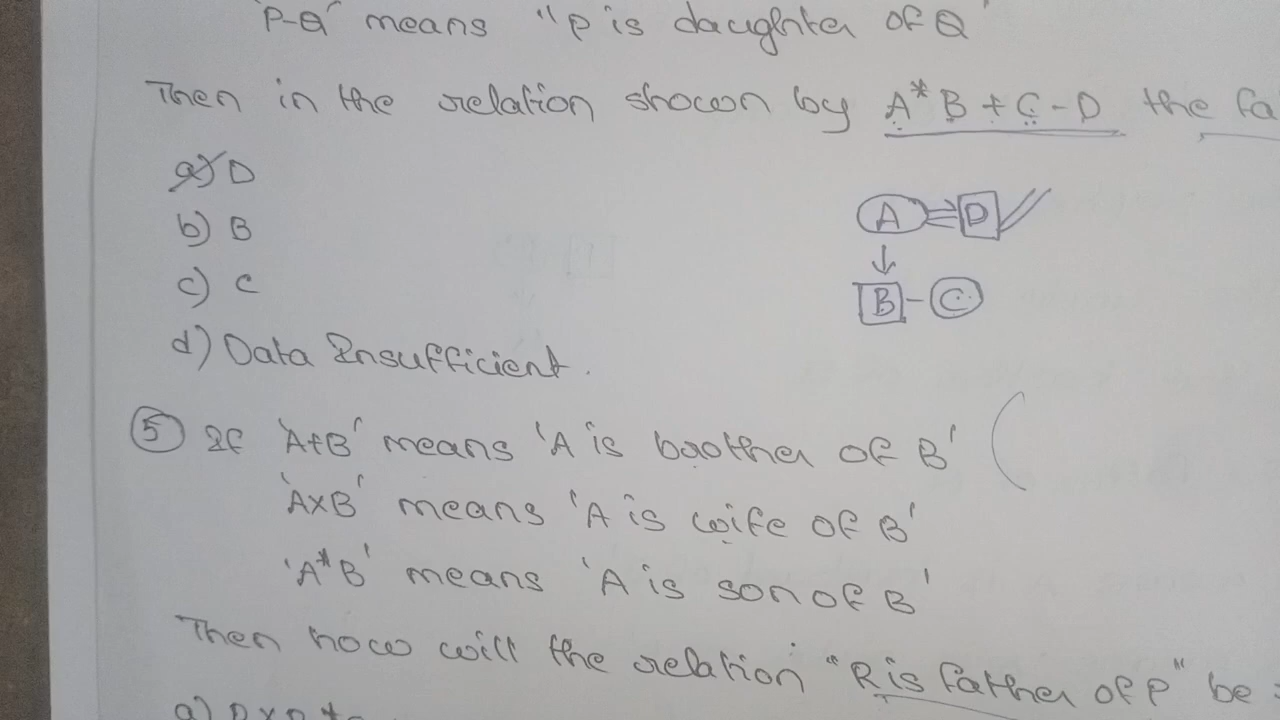 'P-Q' means "P is daughter of Q'
Then in the relation shown by A*B+C-D the fa
a) D
b) B
c) C
d) Data Insufficient.
A = D
↓
B - C
5 If 'A+B' means 'A is brother of B' (
'A×B' means 'A is wife of B'
'A*B' means 'A is son of B'
Then how will the relation "R is father of P" be